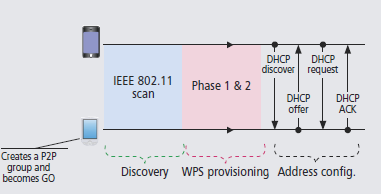 IEEE 802.11
scan
Phase 1 & 2
DHCP
discover
DHCP
request
DHCP
offer
DHCP
ACK
Creates a P2P
group and
becomes GO
Discovery
WPS provisioning
Address config.